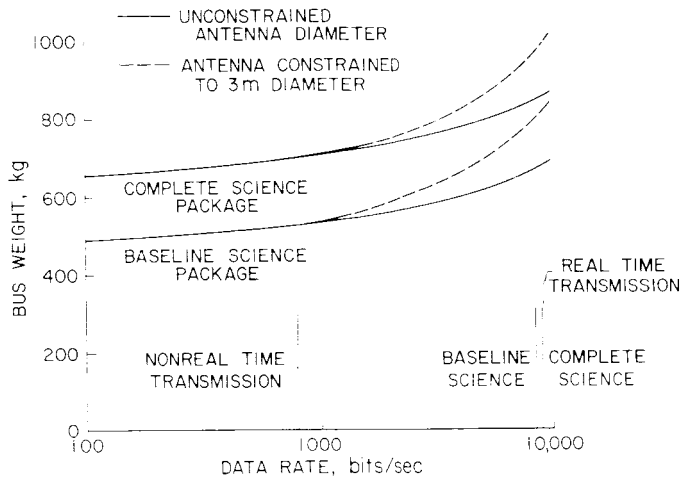 UNCONSTRAINED
ANTENNA DIAMETER
ANTENNA CONSTRAINED
TO 3m DIAMETER
1000
800
600
400
200
0
BUS WEIGHT, kg
COMPLETE SCIENCE
PACKAGE
BASELINE SCIENCE
PACKAGE
REAL TIME
TRANSMISSION
NONREAL TIME
TRANSMISSION
BASELINE
SCIENCE
COMPLETE
SCIENCE
100
1000
10,000
DATA RATE, bits/sec